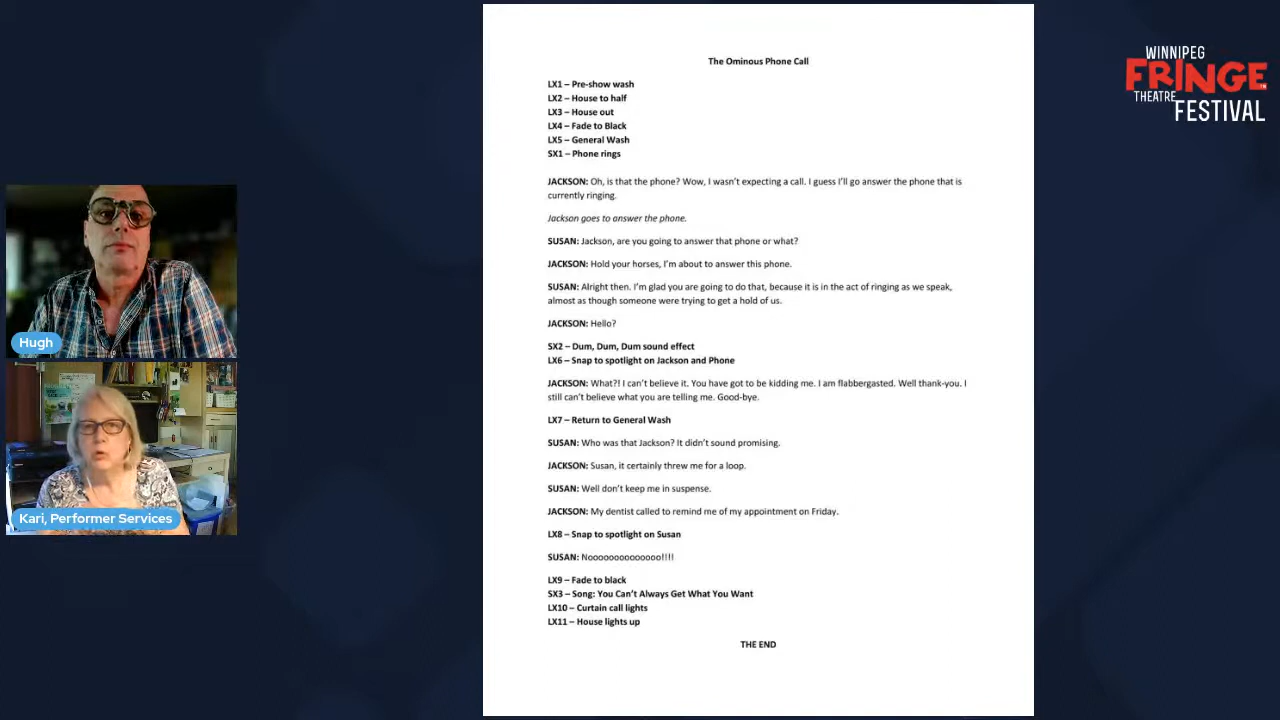 The Ominous Phone Call
LX1 – Pre-show wash
LX2 – House to half
LX3 – House out
LX4 – Fade to Black
LX5 – General Wash
SX1 – Phone rings
JACKSON: Oh, is that the phone? Wow, I wasn't expecting a call. I guess I'll go answer the phone that is
currently ringing.
Jackson goes to answer the phone.
SUSAN: Jackson, are you going to answer that phone or what?
JACKSON: Hold your horses, I'm about to answer this phone.
SUSAN: Alright then. I'm glad you are going to do that, because it is in the act of ringing as we speak,
almost as though someone were trying to get a hold of us.
JACKSON: Hello?
SX2 – Dum, Dum, Dum sound effect
LX6 – Snap to spotlight on Jackson and Phone
JACKSON: What?! I can't believe it. You have got to be kidding me. I am flabbergasted. Well thank-you. I
still can't believe what you are telling me. Good-bye.
LX7 – Return to General Wash
SUSAN: Who was that Jackson? It didn't sound promising.
JACKSON: Susan, it certainly threw me for a loop.
SUSAN: Well don't keep me in suspense.
JACKSON: My dentist called to remind me of my appointment on Friday.
LX8 – Snap to spotlight on Susan
SUSAN: Noooooooooooooo!!!!
LX9 – Fade to black
SX3 – Song: You Can't Always Get What You Want
LX10 – Curtain call lights
LX11 – House lights up
THE END
WINNIPEG
FRINGE
THEATRE
FESTIVAL
Hugh
Kari, Performer Services